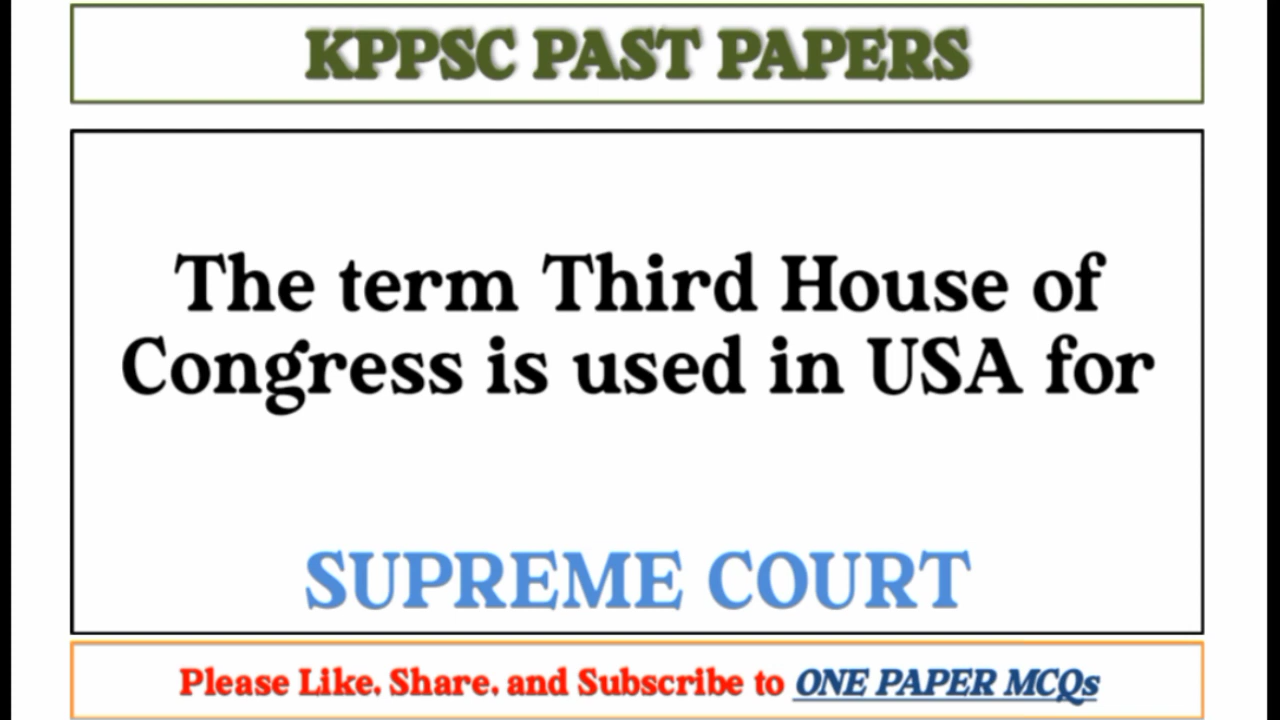 KPPSC PAST PAPERS
The term Third House of
Congress is used in USA for
SUPREME COURT
Please Like, Share, and Subscribe to ONE PAPER MCQs